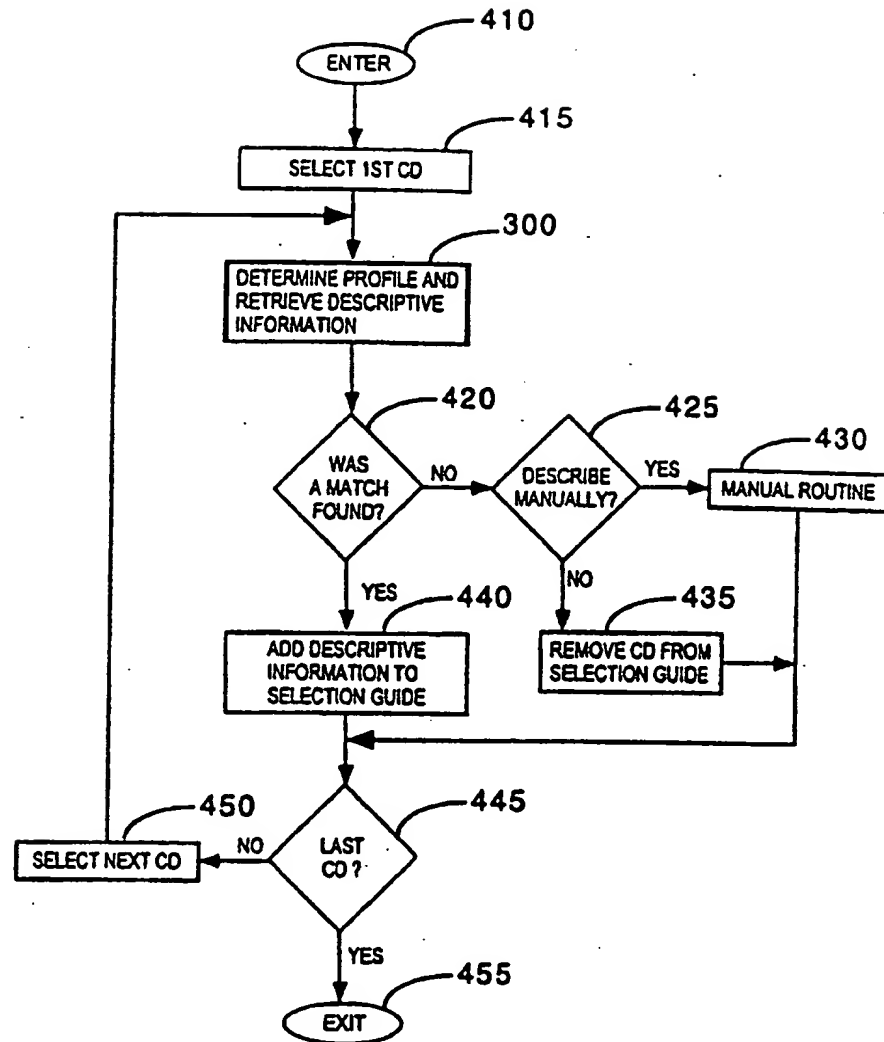 410
ENTER
415
SELECT 1ST CD
300
DETERMINE PROFILE AND
RETRIEVE DESCRIPTIVE
INFORMATION
420
WAS
A MATCH
FOUND?
NO
425
DESCRIBE
MANUALLY?
YES
430
MANUAL ROUTINE
YES
NO
440
ADD DESCRIPTIVE
INFORMATION TO
SELECTION GUIDE
435
REMOVE CD FROM
SELECTION GUIDE
445
LAST
CD ?
NO
450
SELECT NEXT CD
YES
455
EXIT